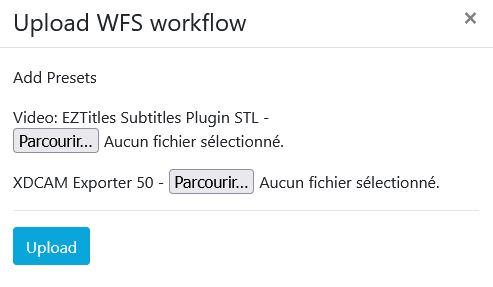 Upload WFS workflow ×
Add Presets
Video: EZTitles Subtitles Plugin STL -
Parcourir... Aucun fichier sélectionné.
XDCAM Exporter 50 - Parcourir... Aucun fichier sélectionné.
Upload